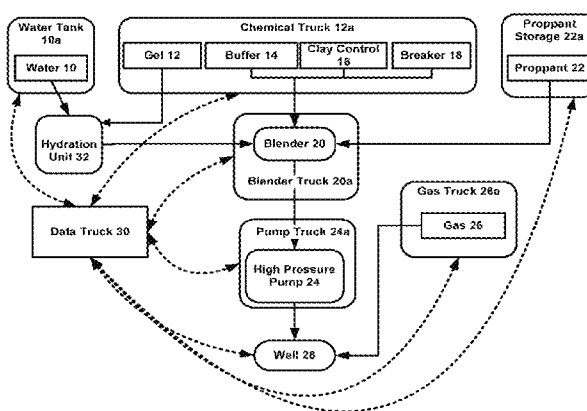 Water Tank
10a
Water 10
Chemical Truck 12a
Gel 12
Buffer 14
Clay Control
16
Breaker 18
Proppant
Storage 22a
Proppant 22
Hydration
Unit 32
Blender 20
Blender Truck 20a
Data Truck 30
Pump Truck 24a
High Pressure
Pump 24
Gas Truck 26a
Gas 26
Well 28